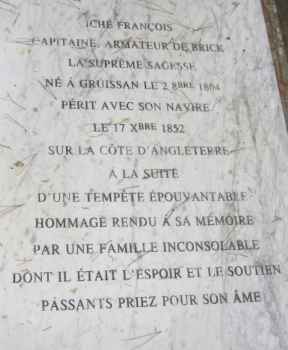 ICHÉ FRANÇOIS
CAPITAINE, ARMATEUR DE BRICK
LA SUPRÊME SAGESSE
NÉ À GRUISSAN LE 2 8BRE 1804
PÉRIT AVEC SON NAVIRE
LE 17 XBRE 1852
SUR LA CÔTE D'ANGLETERRE
À LA SUITE
D'UNE TEMPÊTE ÉPOUVANTABLE
HOMMAGE RENDU À SA MÉMOIRE
PAR UNE FAMILLE INCONSOLABLE
DONT IL ÉTAIT L'ESPOIR ET LE SOUTIEN
PASSANTS PRIEZ POUR SON ÂME